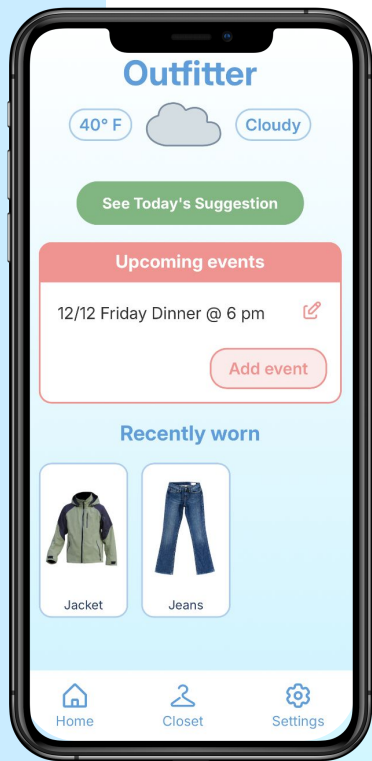 Outfitter
40° F
Cloudy
See Today's Suggestion
Upcoming events
12/12 Friday Dinner @ 6 pm
Add event
Recently worn
Jacket
Jeans
Home
Closet
Settings